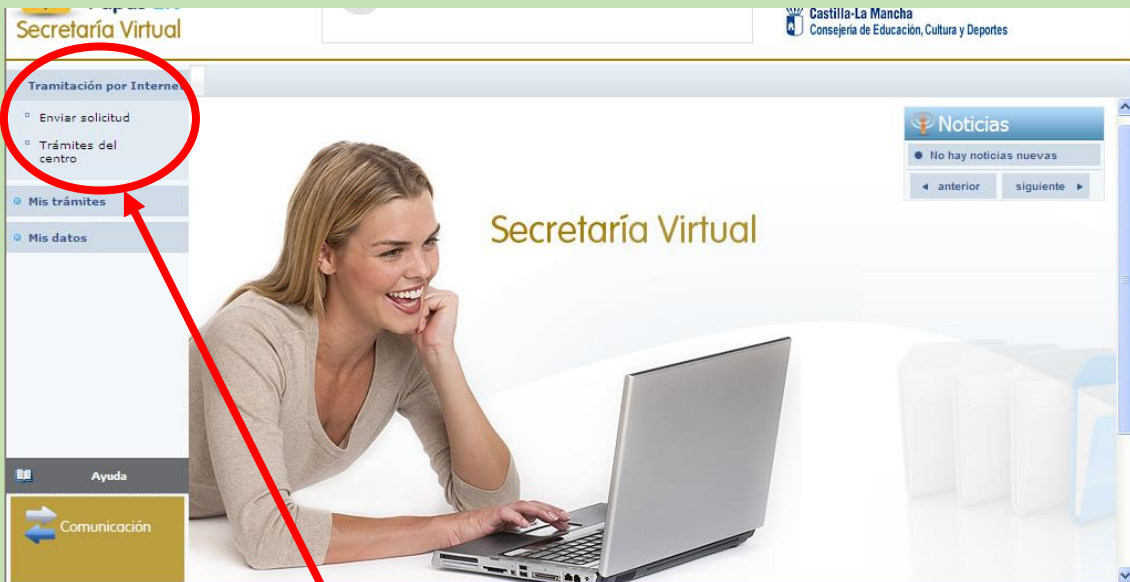 Secretaría Virtual
Castilla-La Mancha
Consejería de Educación, Cultura y Deportes
Tramitación por Internet
Enviar solicitud
Trámites del
centro
Mis trámites
Mis datos
Ayuda
Comunicación
Secretaría Virtual
Noticias
No hay noticias nuevas
anterior siguiente